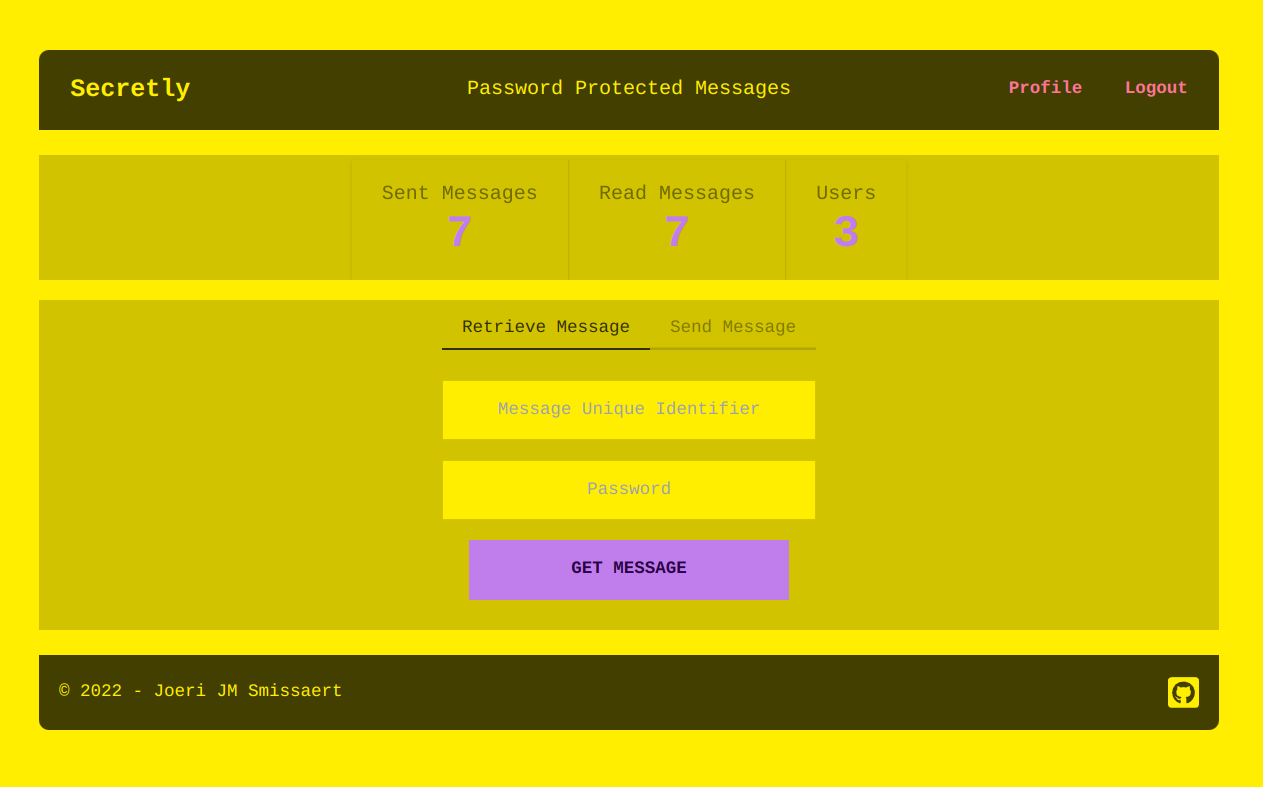 Secretly
Password Protected Messages
Profile
Logout
Sent Messages
7
Read Messages
7
Users
3
Retrieve Message
Send Message
Message Unique Identifier
Password
GET MESSAGE
© 2022 - Joeri JM Smissaert